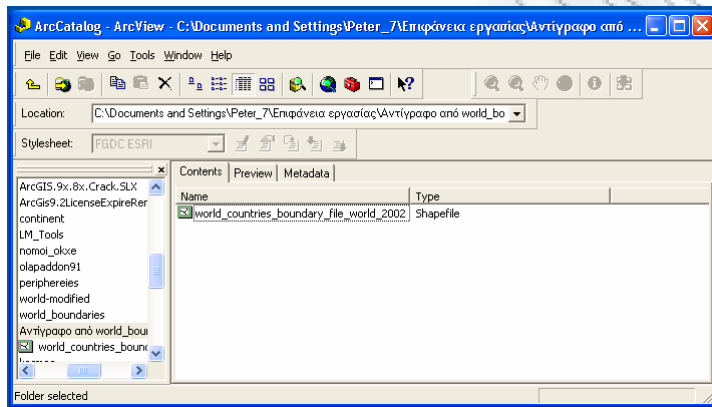 ArcCatalog - ArcView - C:\Documents and Settings\Peter_7\Επιφάνεια εργασίας\Αντίγραφο από ...
File Edit View Go Tools Window Help
Location: C:\Documents and Settings\Peter_7\Επιφάνεια εργασίας\Αντίγραφο από world_bo
Stylesheet: FGDC ESRI
Contents Preview Metadata
Name Type
world_countries_boundary_file_world_2002 Shapefile
ArcGIS.9x.8x.Crack.SLX
ArcGis9.2LicenseExpireRer
continent
LM_Tools
nomoi_okxe
olapaddon91
periphereies
world-modified
world_boundaries
Αντίγραφο από world_bour
world_countries_bounc
Folder selected